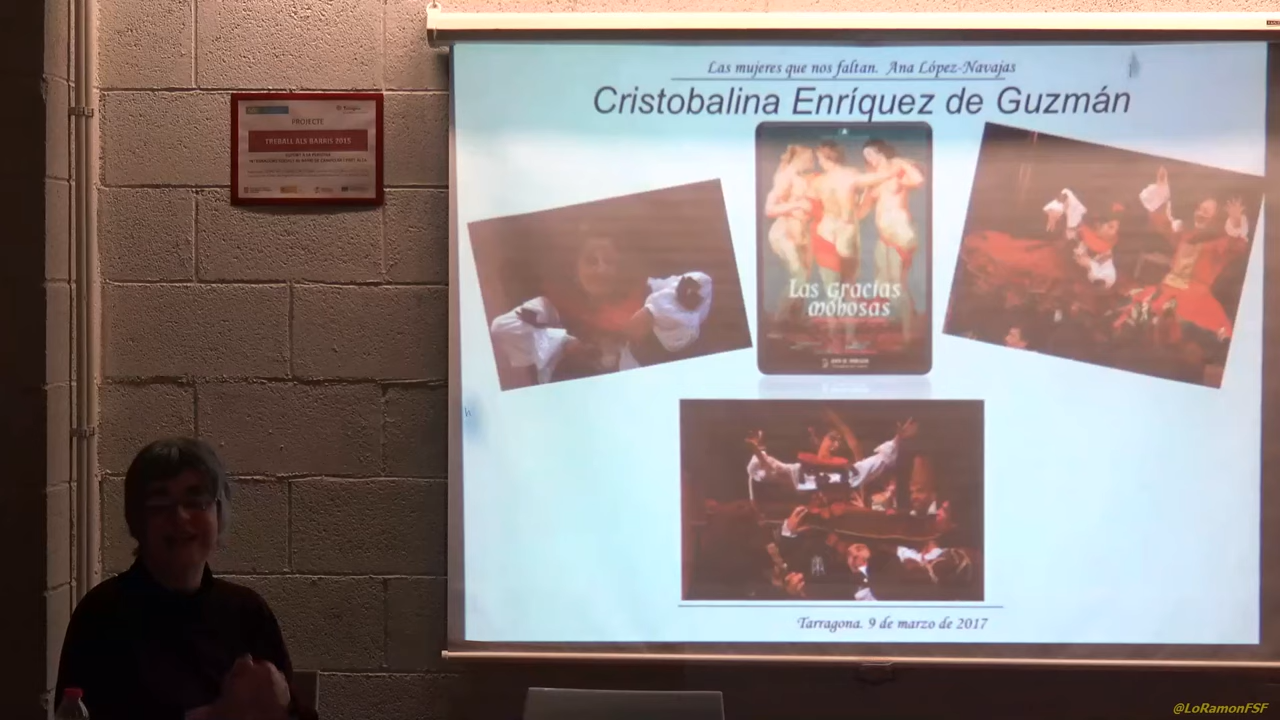 Las mujeres que nos faltan. Ana López-Navajas
Cristobalina Enríquez de Guzmán
PROJECTE
TREBALL ALS BARRIS 2015
Las gracias
mohosas
Tarragona. 9 de marzo de 2017
@LoRamonFSF